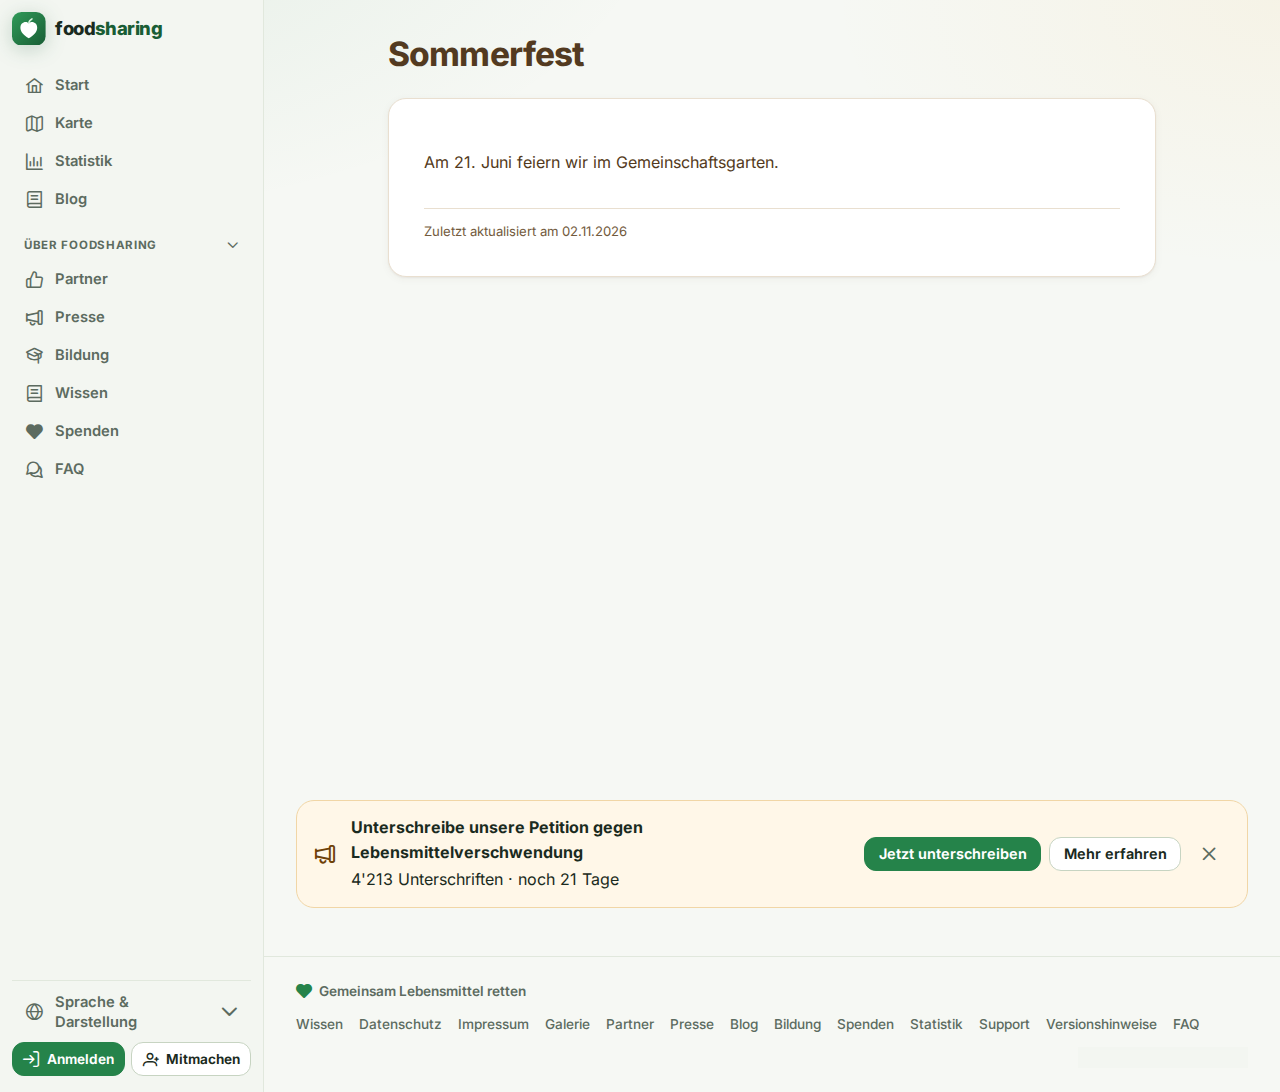 foodsharing
Start
Karte
Statistik
Blog
ÜBER FOODSHARING
Partner
Presse
Bildung
Wissen
Spenden
FAQ
Sprache &
Darstellung
Anmelden
Mitmachen
Sommerfest
Am 21. Juni feiern wir im Gemeinschaftsgarten.
Zuletzt aktualisiert am 02.11.2026
Unterschreibe unsere Petition gegen
Lebensmittelverschwendung
4'213 Unterschriften · noch 21 Tage
Jetzt unterschreiben
Mehr erfahren
Gemeinsam Lebensmittel retten
Wissen Datenschutz Impressum Galerie Partner Presse Blog Bildung Spenden Statistik Support Versionshinweise FAQ